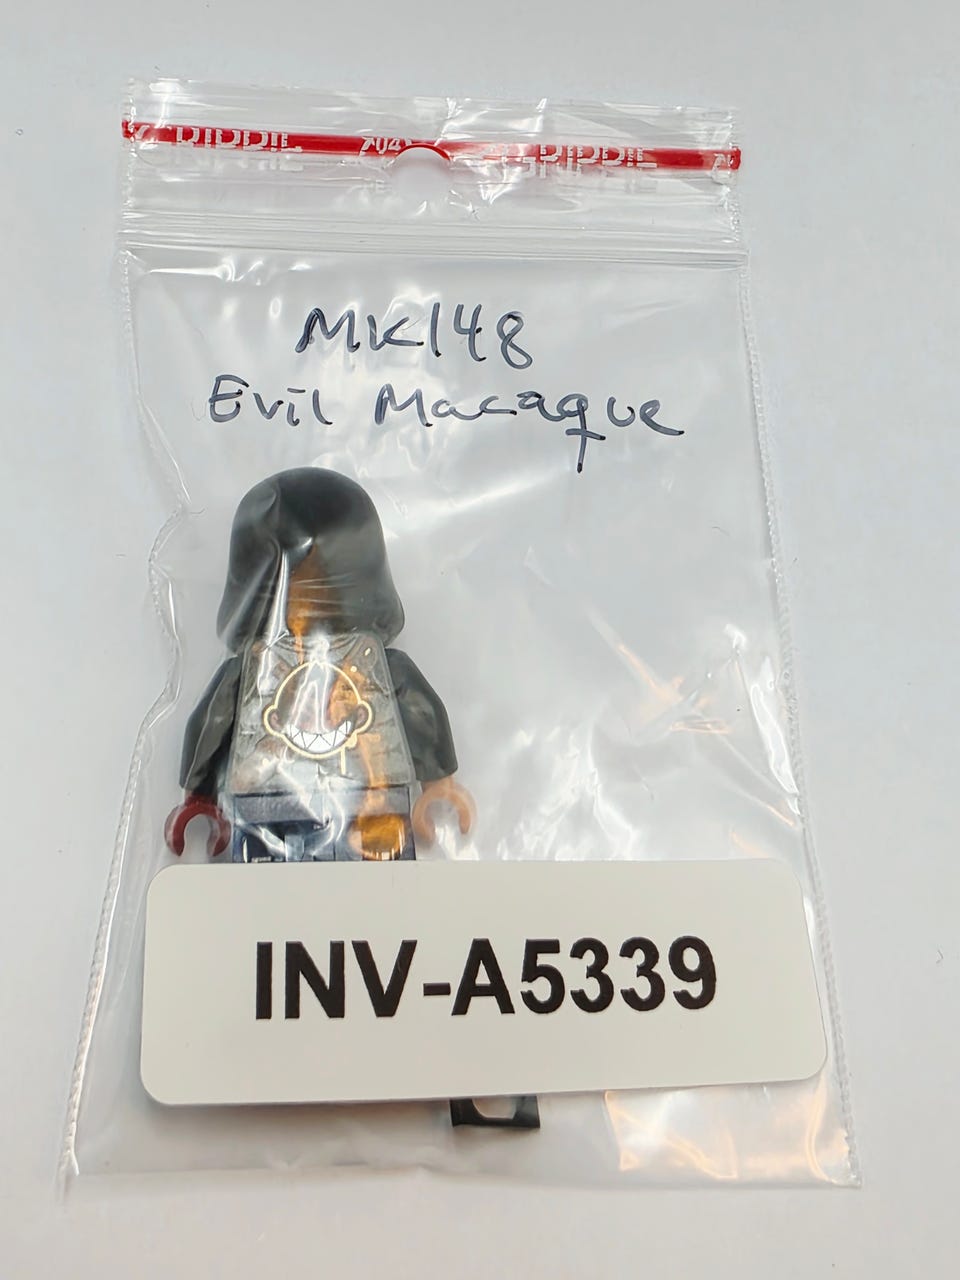 MK148
Evil Macaque
INV-A5339